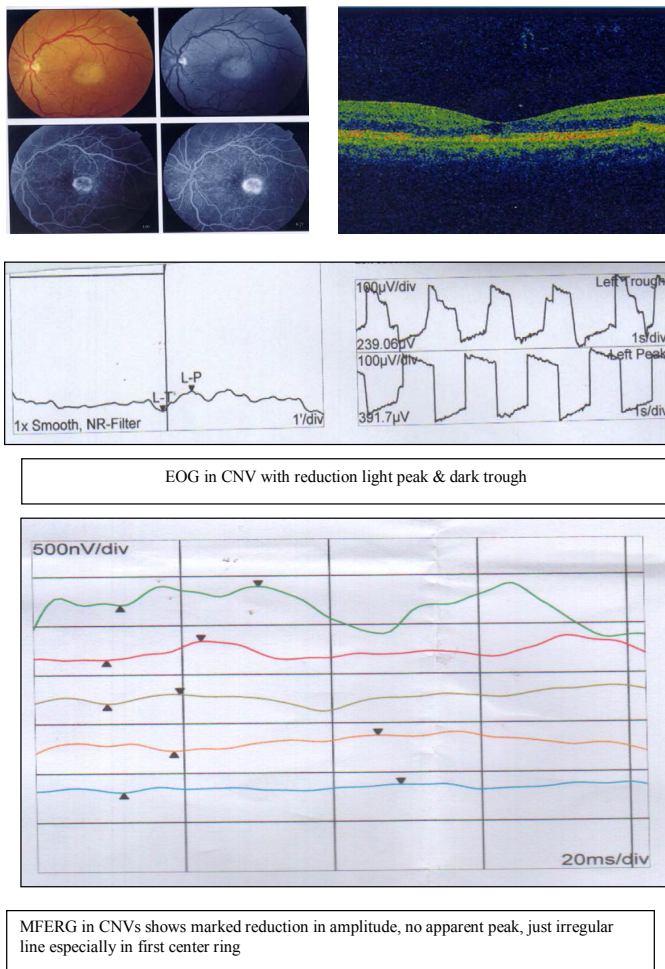 100µV/div
Left Trough
239.06µV
1s/div
100µV/div
Left Peak
391.7µV
1s/div
L-T
L-P
1x Smooth, NR-Filter
1'/div
EOG in CNV with reduction light peak & dark trough
500nV/div
20ms/div
MFERG in CNVs shows marked reduction in amplitude, no apparent peak, just irregular
line especially in first center ring